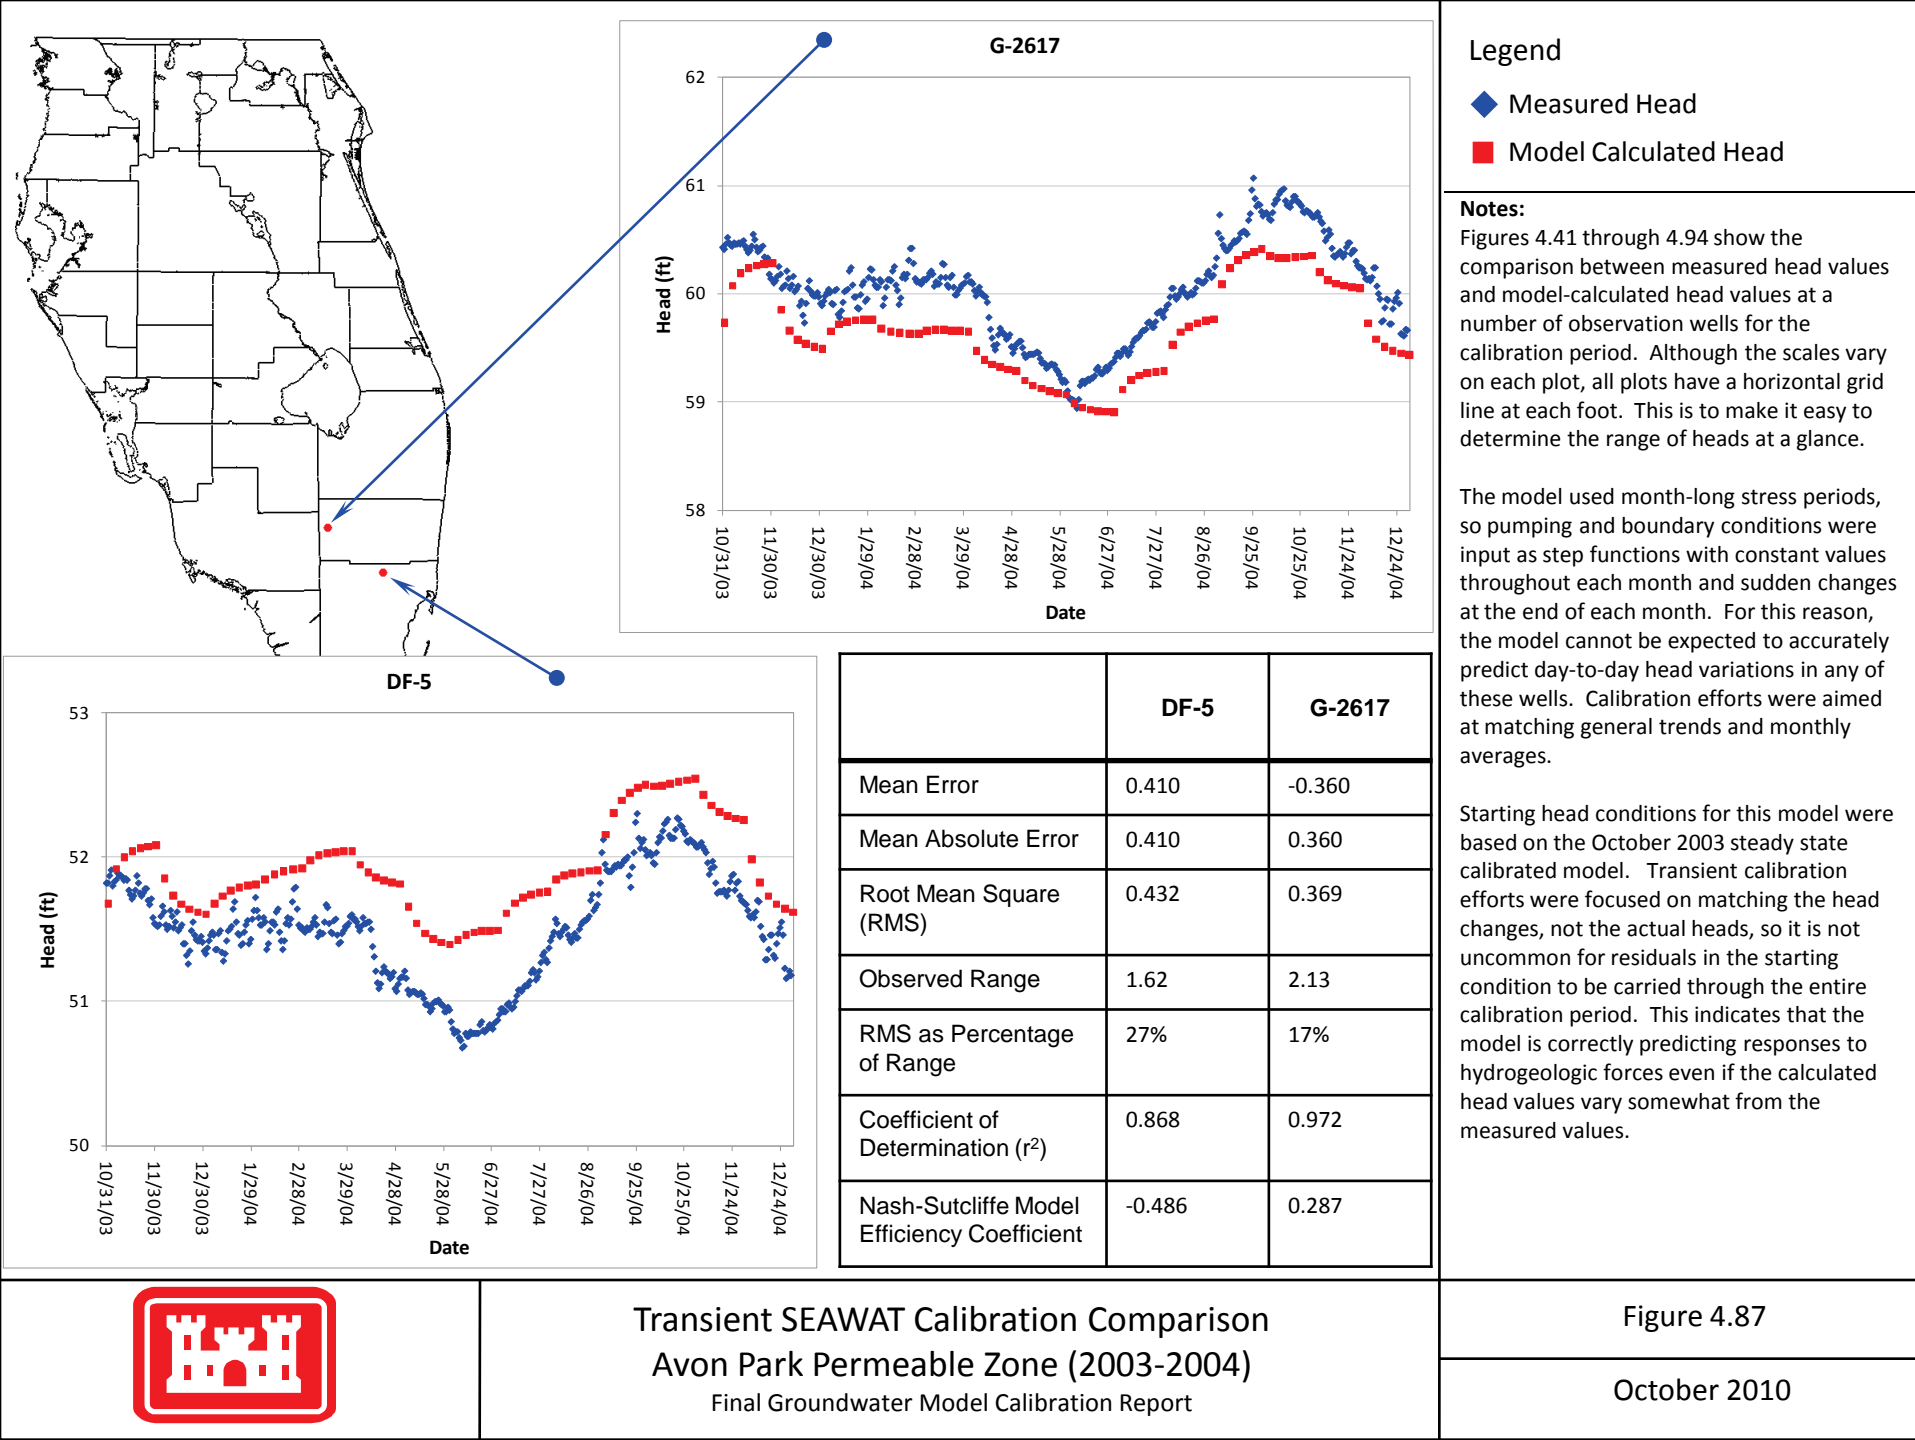 G-2617
62
61
60
59
58
Head (ft)
10/31/03
11/30/03
12/30/03
1/29/04
2/28/04
3/29/04
4/28/04
5/28/04
6/27/04
7/27/04
8/26/04
9/25/04
10/25/04
11/24/04
12/24/04
Date
DF-5
53
52
51
50
Head (ft)
10/31/03
11/30/03
12/30/03
1/29/04
2/28/04
3/29/04
4/28/04
5/28/04
6/27/04
7/27/04
8/26/04
9/25/04
10/25/04
11/24/04
12/24/04
Date
DF-5 G-2617
Mean Error 0.410 -0.360
Mean Absolute Error 0.410 0.360
Root Mean Square 0.432 0.369
(RMS)
Observed Range 1.62 2.13
RMS as Percentage 27% 17%
of Range
Coefficient of 0.868 0.972
Determination (r²)
Nash-Sutcliffe Model -0.486 0.287
Efficiency Coefficient
Legend
Measured Head
Model Calculated Head
Notes:
Figures 4.41 through 4.94 show the
comparison between measured head values
and model-calculated head values at a
number of observation wells for the
calibration period. Although the scales vary
on each plot, all plots have a horizontal grid
line at each foot. This is to make it easy to
determine the range of heads at a glance.
The model used month-long stress periods,
so pumping and boundary conditions were
input as step functions with constant values
throughout each month and sudden changes
at the end of each month. For this reason,
the model cannot be expected to accurately
predict day-to-day head variations in any of
these wells. Calibration efforts were aimed
at matching general trends and monthly
averages.
Starting head conditions for this model were
based on the October 2003 steady state
calibrated model. Transient calibration
efforts were focused on matching the head
changes, not the actual heads, so it is not
uncommon for residuals in the starting
condition to be carried through the entire
calibration period. This indicates that the
model is correctly predicting responses to
hydrogeologic forces even if the calculated
head values vary somewhat from the
measured values.
Transient SEAWAT Calibration Comparison
Avon Park Permeable Zone (2003-2004)
Final Groundwater Model Calibration Report
Figure 4.87
October 2010